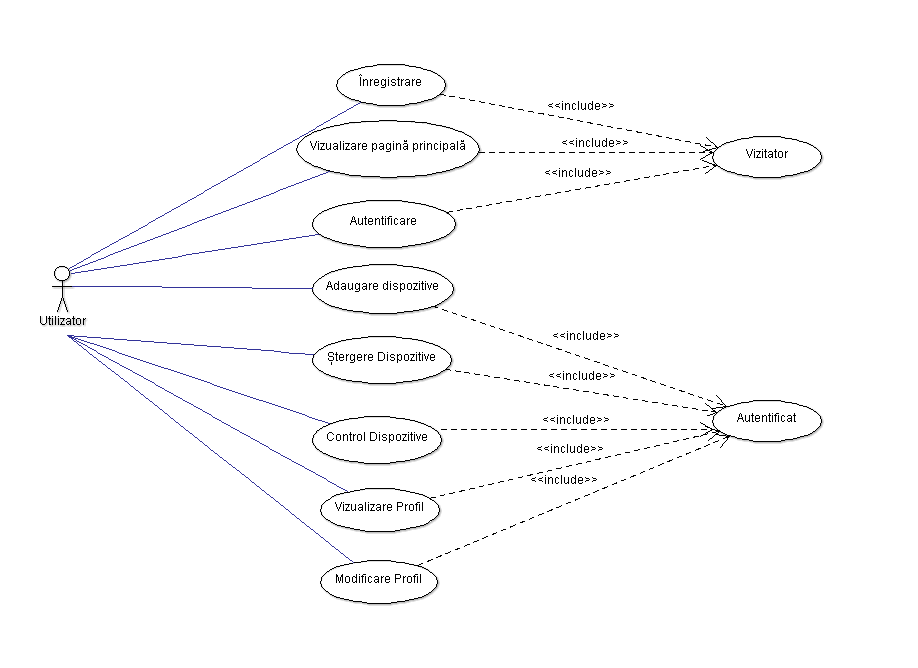 Înregistrare
<<include>>
Vizualizare pagină principală
<<include>>
Vizitator
<<include>>
Autentificare
Adaugare dispozitive
Utilizator
<<include>>
Ștergere Dispozitive
<<include>>
Autentificat
<<include>>
Control Dispozitive
<<include>>
<<include>>
Vizualizare Profil
Modificare Profil